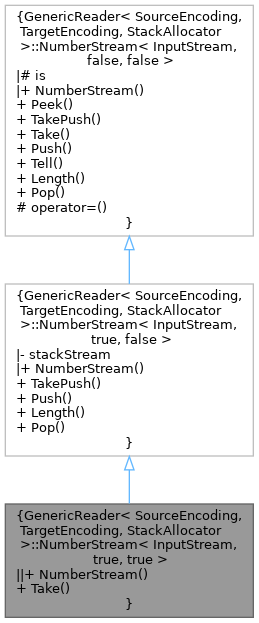 {GenericReader< SourceEncoding,
TargetEncoding, StackAllocator
>::NumberStream< InputStream,
false, false >
|# is
|+ NumberStream()
+ Peek()
+ TakePush()
+ Take()
+ Push()
+ Tell()
+ Length()
+ Pop()
# operator=()
}
{GenericReader< SourceEncoding,
TargetEncoding, StackAllocator
>::NumberStream< InputStream,
true, false >
|- stackStream
|+ NumberStream()
+ TakePush()
+ Push()
+ Length()
+ Pop()
}
{GenericReader< SourceEncoding,
TargetEncoding, StackAllocator
>::NumberStream< InputStream,
true, true >
||+ NumberStream()
+ Take()
}